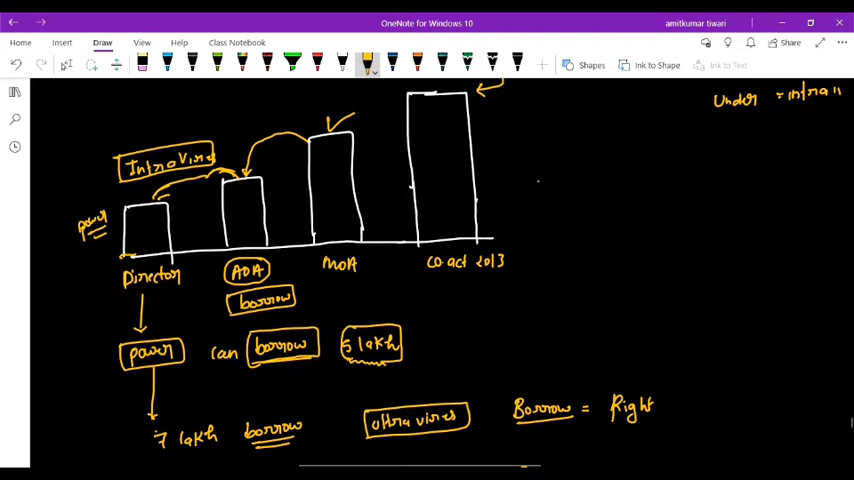 OneNote for Windows 10
amitkumar tiwari
Home Insert Draw View Help Class Notebook
Share
Shapes Ink to Shape Ink to Text
Under = intra
Intra Vires
power
Director AOA MOA Co. act 2013
borrow
power can borrow 5 lakh
7 lakh borrow ultra vires Borrow = Right